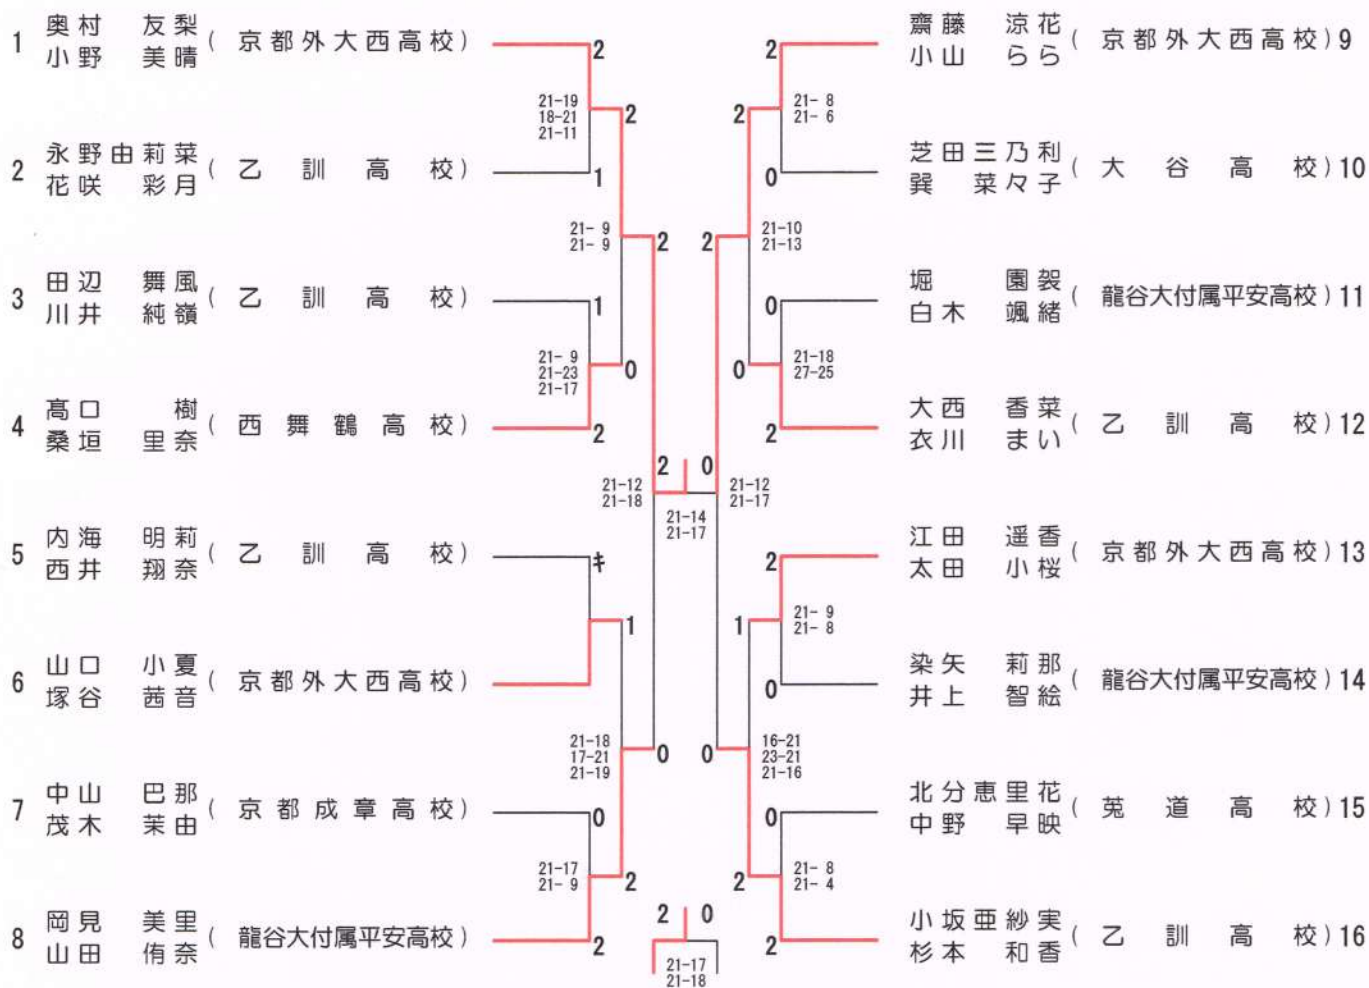 1 奥村 友梨 ( 京都外大西高校 )
小野 美晴
2
21-19
18-21
21-11
2
2 永野由莉菜 ( 乙訓高校 )
花咲 彩月
1
21- 9
21- 9
2
3 田辺 舞風 ( 乙訓高校 )
川井 純嶺
1
21- 9
21-23
21-17
0
4 髙口 樹 ( 西舞鶴高校 )
桑垣 里奈
2
21-12
21-18
5 内海 明莉 ( 乙訓高校 )
西井 翔奈
キ
1
6 山口 小夏 ( 京都外大西高校 )
塚谷 茜音
21-18
17-21
21-19
0
7 中山 巴那 ( 京都成章高校 )
茂木 茉由
0
21-17
21- 9
2
8 岡見 美里 ( 龍谷大付属平安高校 )
山田 侑奈
2
2 0
21-14
21-17
2 0
21-17
21-18
齋藤 涼花 ( 京都外大西高校 ) 9
小山 らら
2
21- 8
21- 6
2
芝田三乃利 ( 大谷高校 ) 10
巽 菜々子
0
21-10
21-13
2
堀 園袈 ( 龍谷大付属平安高校 ) 11
白木 颯緒
0
21-18
27-25
0
大西 香菜 ( 乙訓高校 ) 12
衣川 まい
2
21-12
21-17
江田 遥香 ( 京都外大西高校 ) 13
太田 小桜
2
21- 9
21- 8
1
染矢 莉那 ( 龍谷大付属平安高校 ) 14
井上 智絵
0
16-21
23-21
21-16
0
北分恵里花 ( 莵道高校 ) 15
中野 早映
0
21- 8
21- 4
2
小坂亜紗実 ( 乙訓高校 ) 16
杉本 和香
2